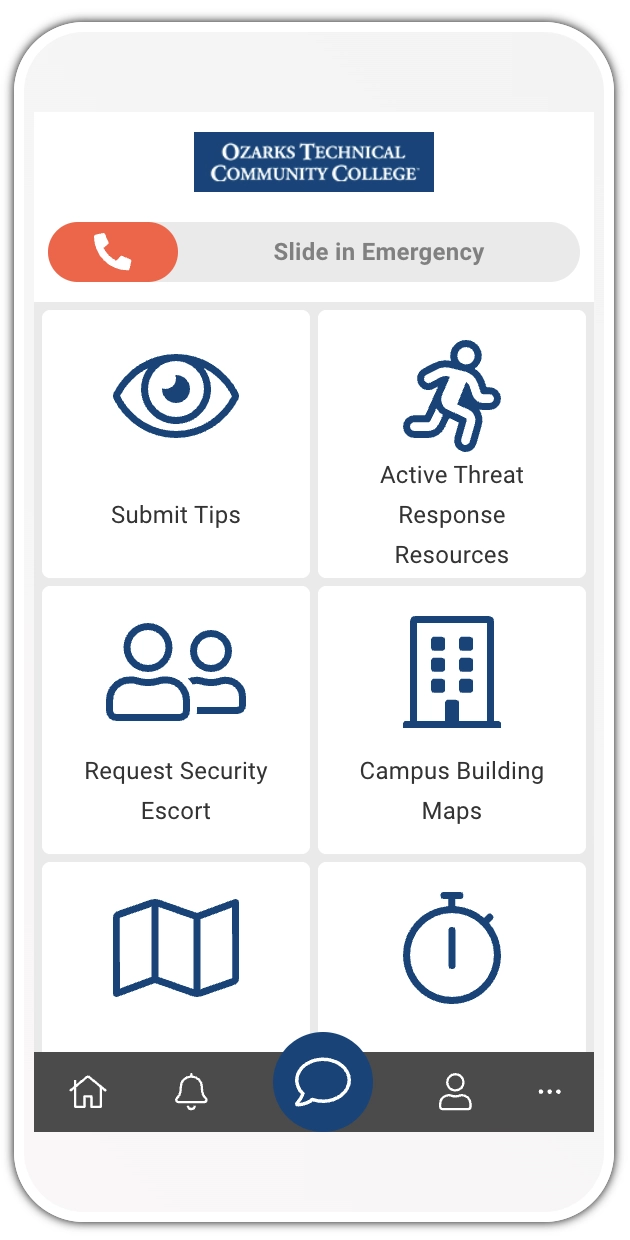 OZARKS TECHNICAL
COMMUNITY COLLEGE
Slide in Emergency
Submit Tips
Active Threat
Response
Resources
Request Security
Escort
Campus Building
Maps